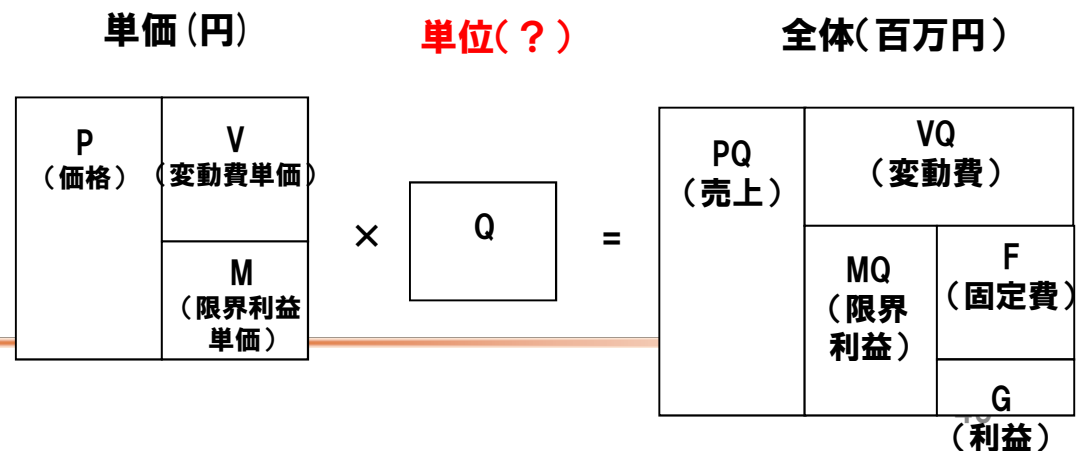 単価(円)
単位(？)
全体(百万円)
P
(価格)
V
(変動費単価)
M
(限界利益
単価)
×
Q
=
PQ
(売上)
VQ
(変動費)
MQ
(限界
利益)
F
(固定費)
G
(利益)